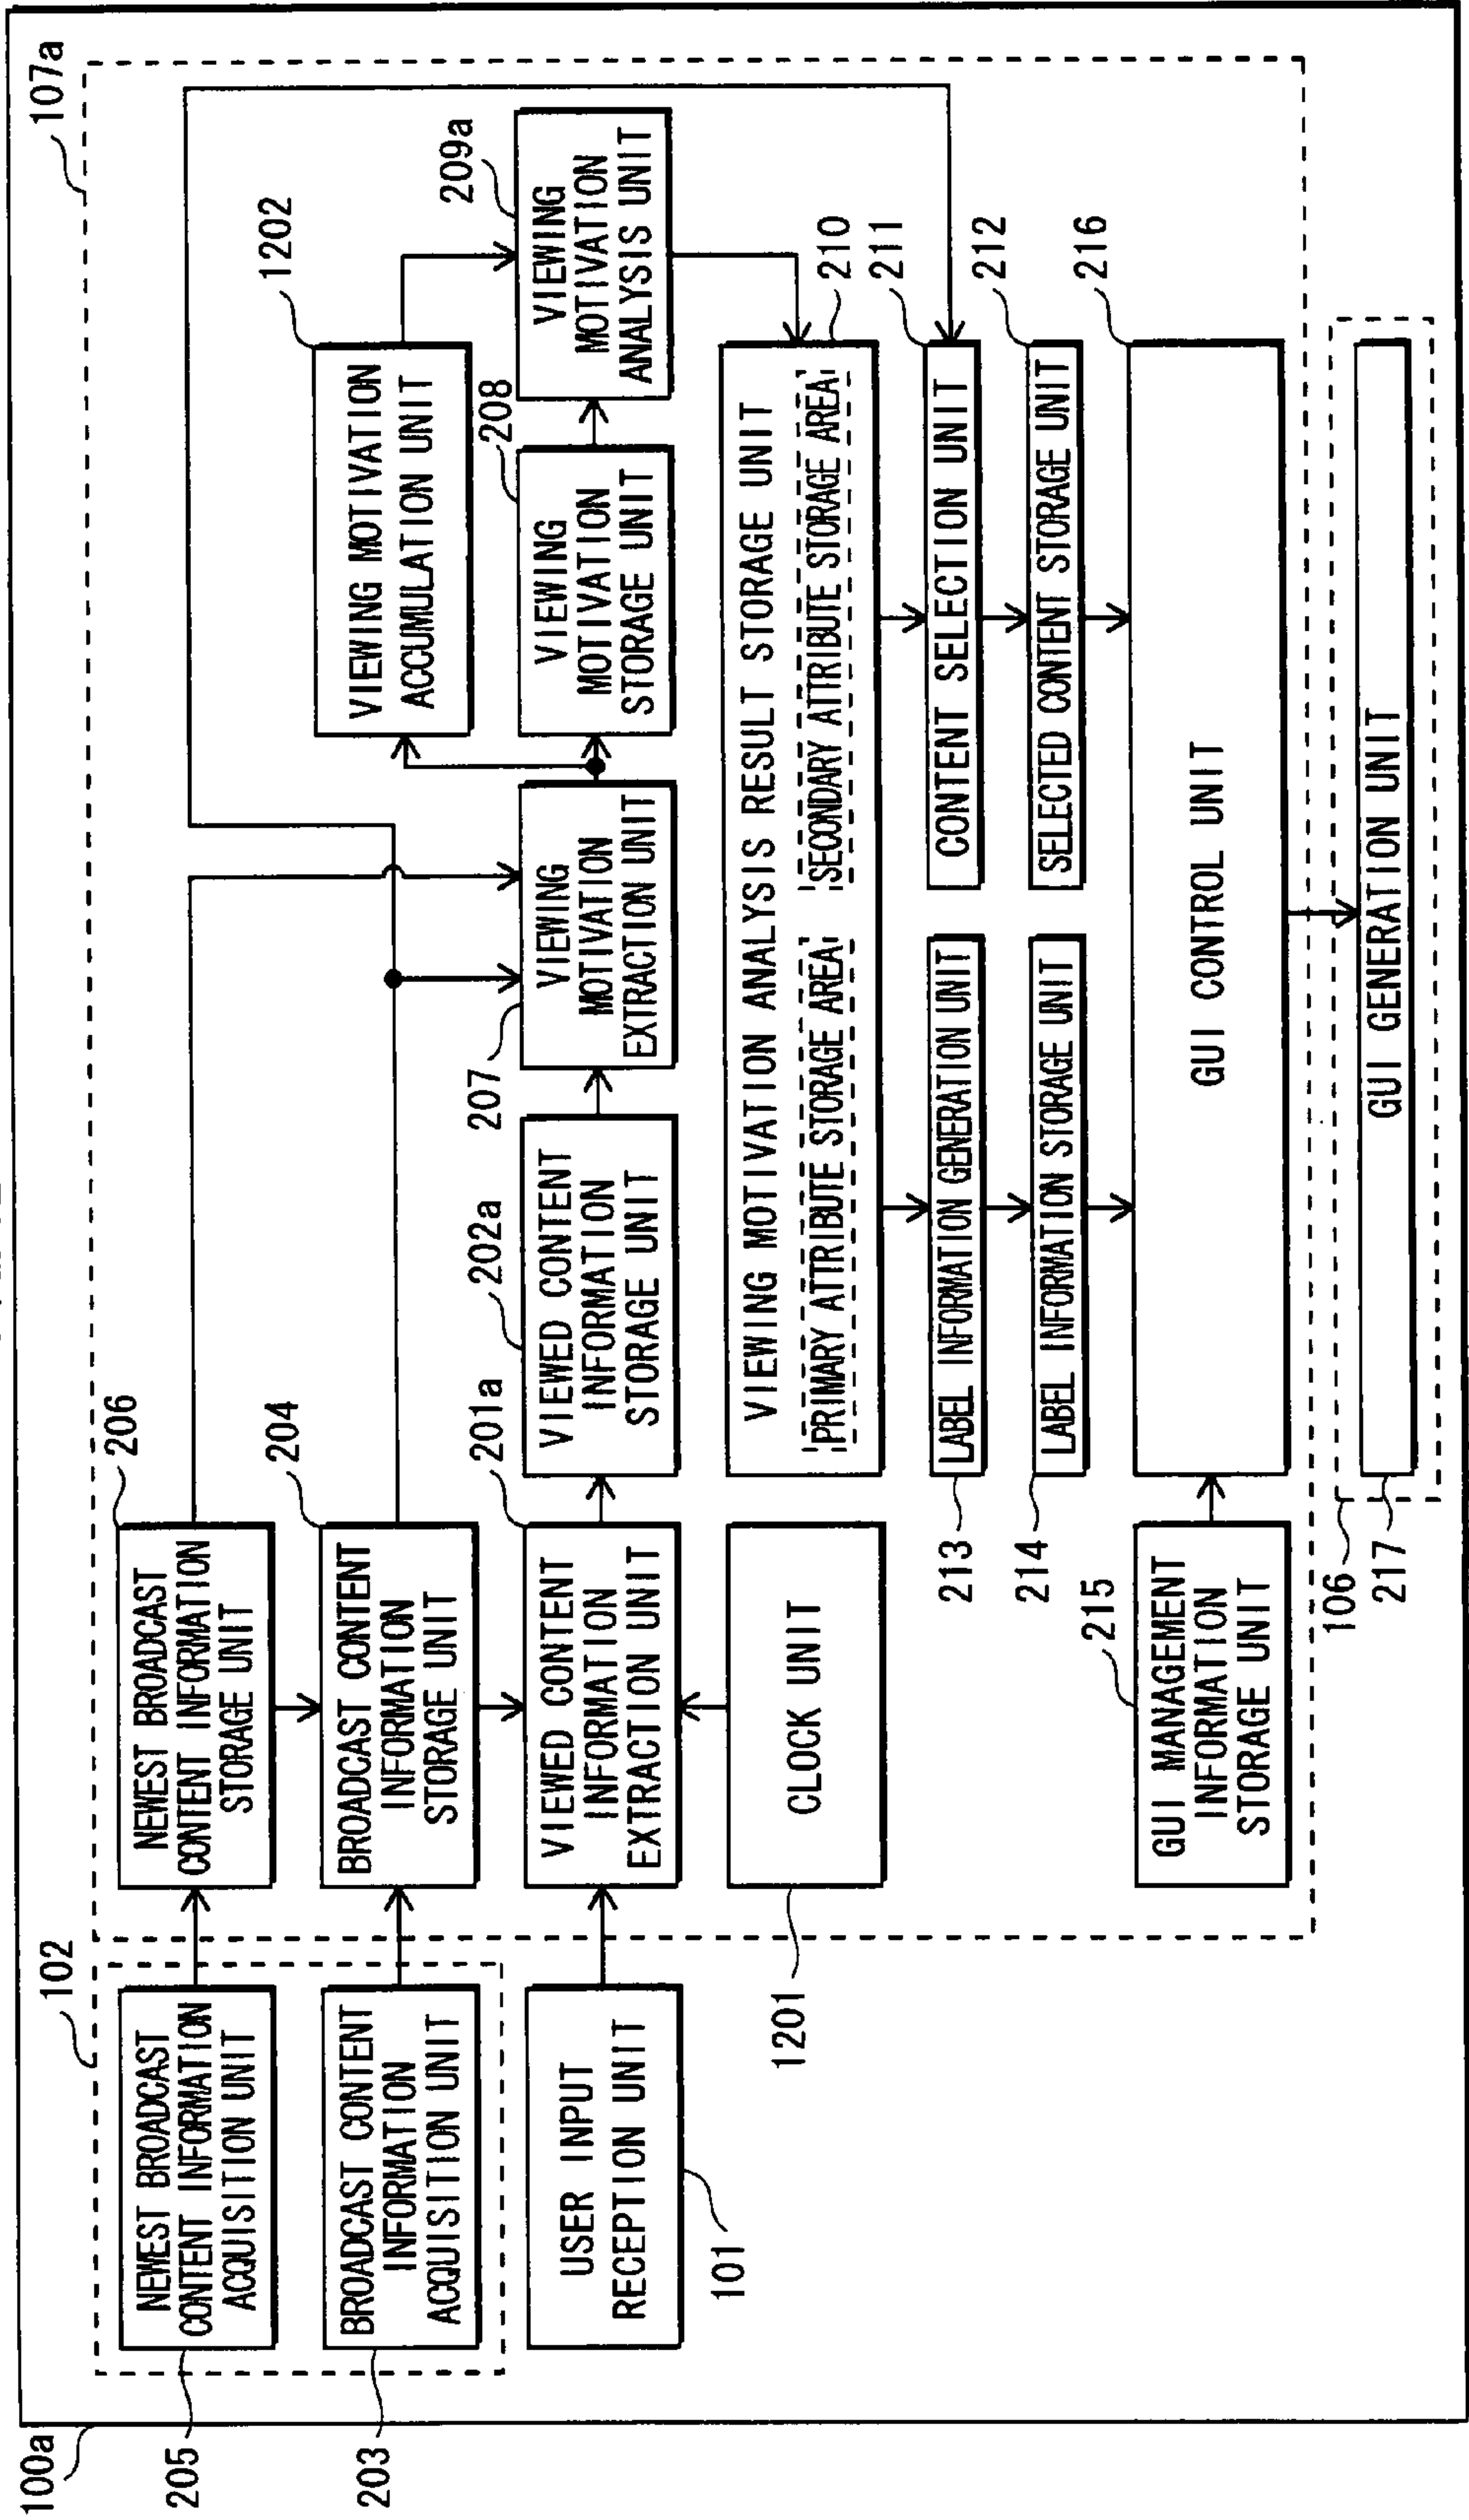 100a
102
107a
205
NEWEST BROADCAST
CONTENT INFORMATION
ACQUISITION UNIT
206
NEWEST BROADCAST
CONTENT INFORMATION
STORAGE UNIT
203
BROADCAST CONTENT
INFORMATION
ACQUISITION UNIT
204
BROADCAST CONTENT
INFORMATION
STORAGE UNIT
1202
VIEWING MOTIVATION
ACCUMULATION UNIT
101
USER INPUT
RECEPTION UNIT
201a
VIEWED CONTENT
INFORMATION
EXTRACTION UNIT
202a
VIEWED CONTENT
INFORMATION
STORAGE UNIT
207
VIEWING
MOTIVATION
EXTRACTION UNIT
208
VIEWING
MOTIVATION
STORAGE UNIT
209a
VIEWING
MOTIVATION
ANALYSIS UNIT
1201
CLOCK UNIT
VIEWING MOTIVATION ANALYSIS RESULT STORAGE UNIT
210
PRIMARY ATTRIBUTE STORAGE AREA
SECONDARY ATTRIBUTE STORAGE AREA
213
LABEL INFORMATION GENERATION UNIT
CONTENT SELECTION UNIT
211
214
LABEL INFORMATION STORAGE UNIT
SELECTED CONTENT STORAGE UNIT
212
215
GUI MANAGEMENT
INFORMATION
STORAGE UNIT
GUI CONTROL UNIT
216
106
217
GUI GENERATION UNIT